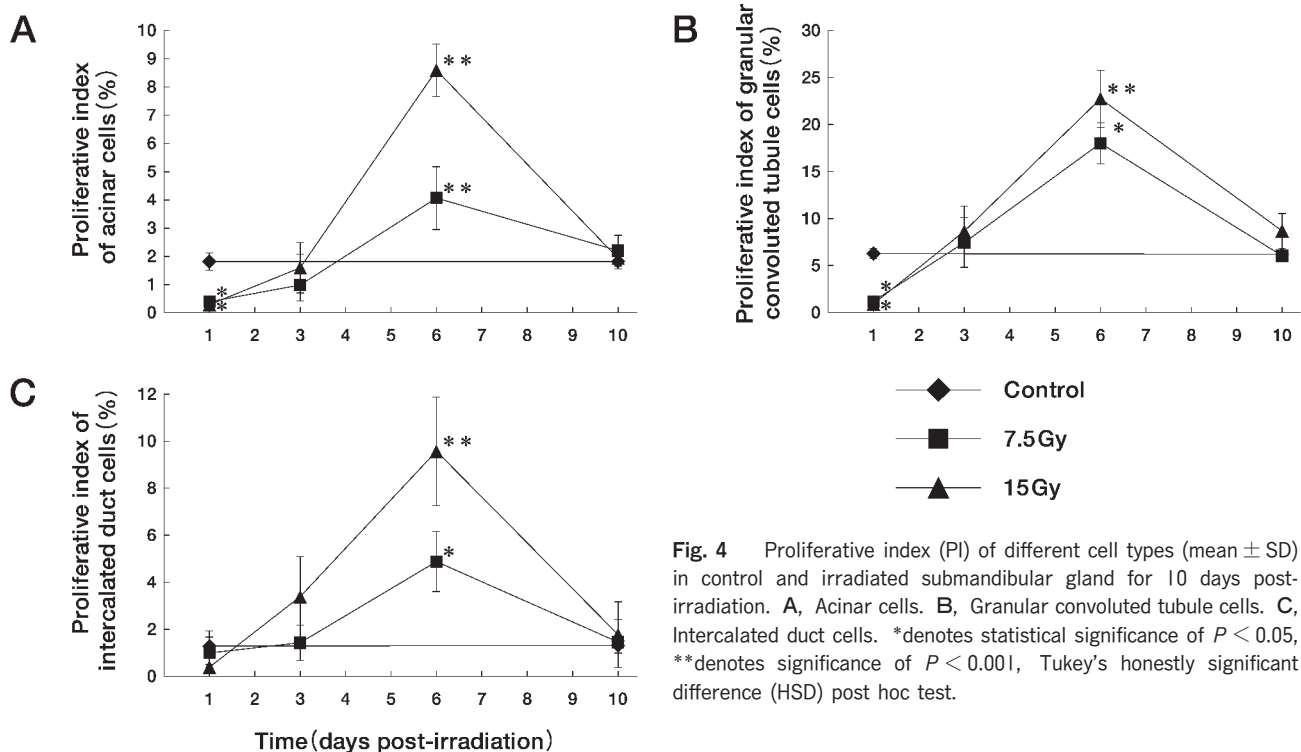 A
Proliferative index
of acinar cells(%)
10
9
8
7
6
5
4
3
2
1
0
**
**
*
*
1 2 3 4 5 6 7 8 9 10
B
Proliferative index of granular
convoluted tubule cells(%)
30
25
20
15
10
5
0
**
*
*
*
1 2 3 4 5 6 7 8 9 10
C
Proliferative index of
intercalated duct cells(%)
12
10
8
6
4
2
0
**
*
1 2 3 4 5 6 7 8 9 10
Time(days post-irradiation)
Control
7.5Gy
15Gy
Fig. 4 Proliferative index (PI) of different cell types (mean ± SD)
in control and irradiated submandibular gland for 10 days post-
irradiation. A, Acinar cells. B, Granular convoluted tubule cells. C,
Intercalated duct cells. *denotes statistical significance of P < 0.05,
**denotes significance of P < 0.001, Tukey's honestly significant
difference (HSD) post hoc test.